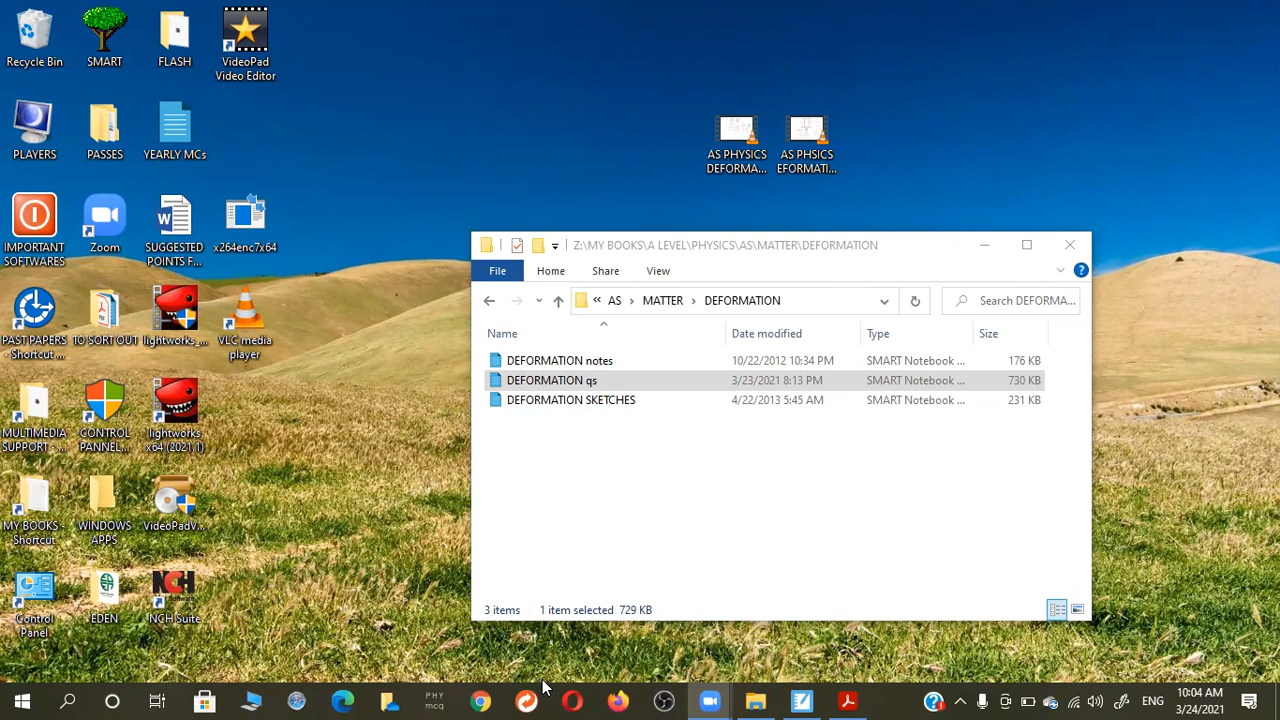 Recycle Bin
SMART
FLASH
VideoPad
Video Editor
PLAYERS
PASSES
YEARLY MCs
IMPORTANT
SOFTWARES
Zoom
SUGGESTED
POINTS F...
x264enc7x64
PAST PAPERS
- Shortcut ...
TO SORT OUT
lightworks_...
VLC media
player
MULTIMEDIA
SUPPORT - ...
CONTROL
PANNEL...
lightworks
x64 (2021.1)
MY BOOKS -
Shortcut
WINDOWS
APPS
VideoPadV...
Control
Panel
EDEN
NCH
NCH Suite
AS PHYSICS
DEFORMA...
AS PHSICS
EFORMATI...
Z:\MY BOOKS\A LEVEL\PHYSICS\AS\MATTER\DEFORMATION
File
Home
Share
View
« AS > MATTER > DEFORMATION
Search DEFORMA...
Name
Date modified
Type
Size
DEFORMATION notes 10/22/2012 10:34 PM SMART Notebook ... 176 KB
DEFORMATION qs 3/23/2021 8:13 PM SMART Notebook ... 730 KB
DEFORMATION SKETCHES 4/22/2013 5:45 AM SMART Notebook ... 231 KB
3 items 1 item selected 729 KB
PHY
mcq
ENG
10:04 AM
3/24/2021